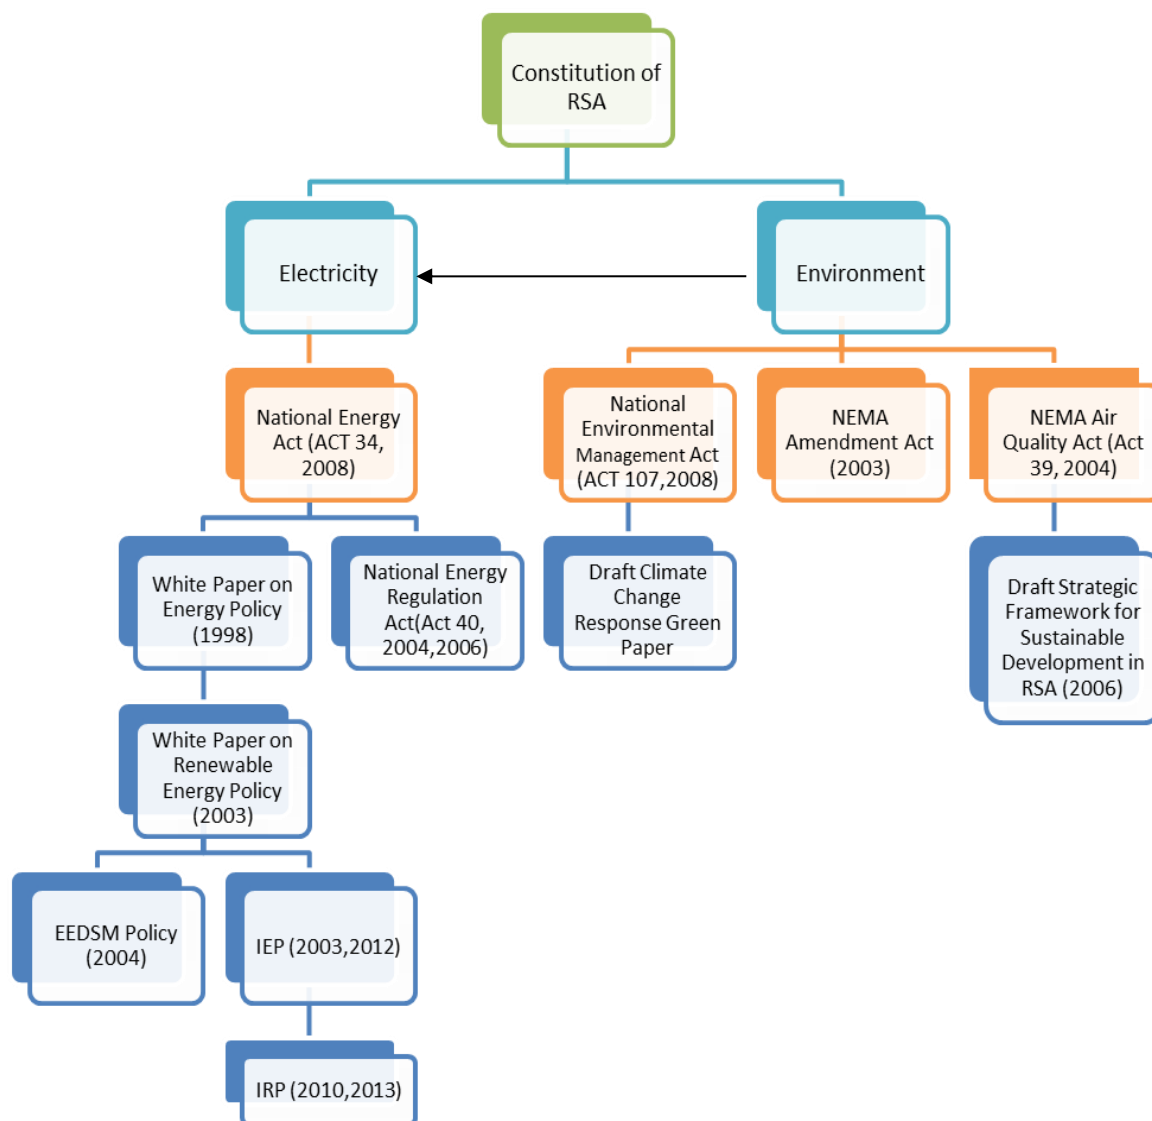 Constitution of
RSA
Electricity
Environment
National Energy
Act (ACT 34,
2008)
National
Environmental
Management Act
(ACT 107,2008)
NEMA
Amendment Act
(2003)
NEMA Air
Quality Act (Act
39, 2004)
White Paper on
Energy Policy
(1998)
National Energy
Regulation
Act(Act 40,
2004,2006)
Draft Climate
Change
Response Green
Paper
Draft Strategic
Framework for
Sustainable
Development in
RSA (2006)
White Paper on
Renewable
Energy Policy
(2003)
EEDSM Policy
(2004)
IEP (2003,2012)
IRP (2010,2013)